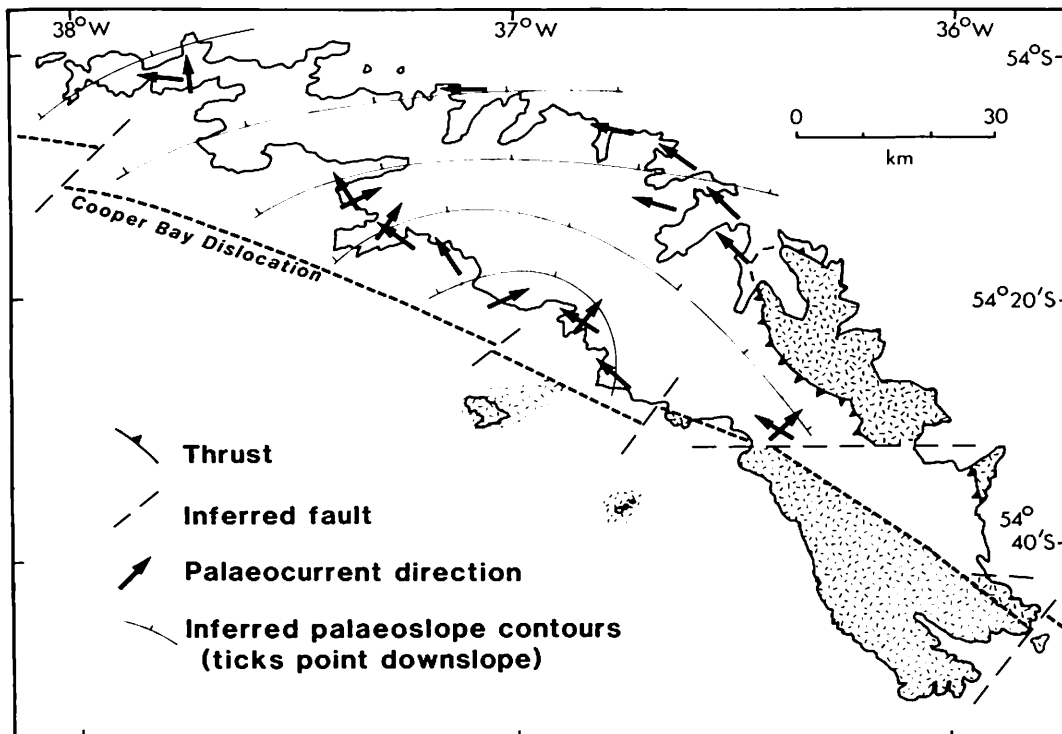 38°W
37°W
36°W
54°S
0 30
km
Cooper Bay Dislocation
54°20'S
Thrust
Inferred fault
54°
40'S
Palaeocurrent direction
Inferred palaeoslope contours
(ticks point downslope)